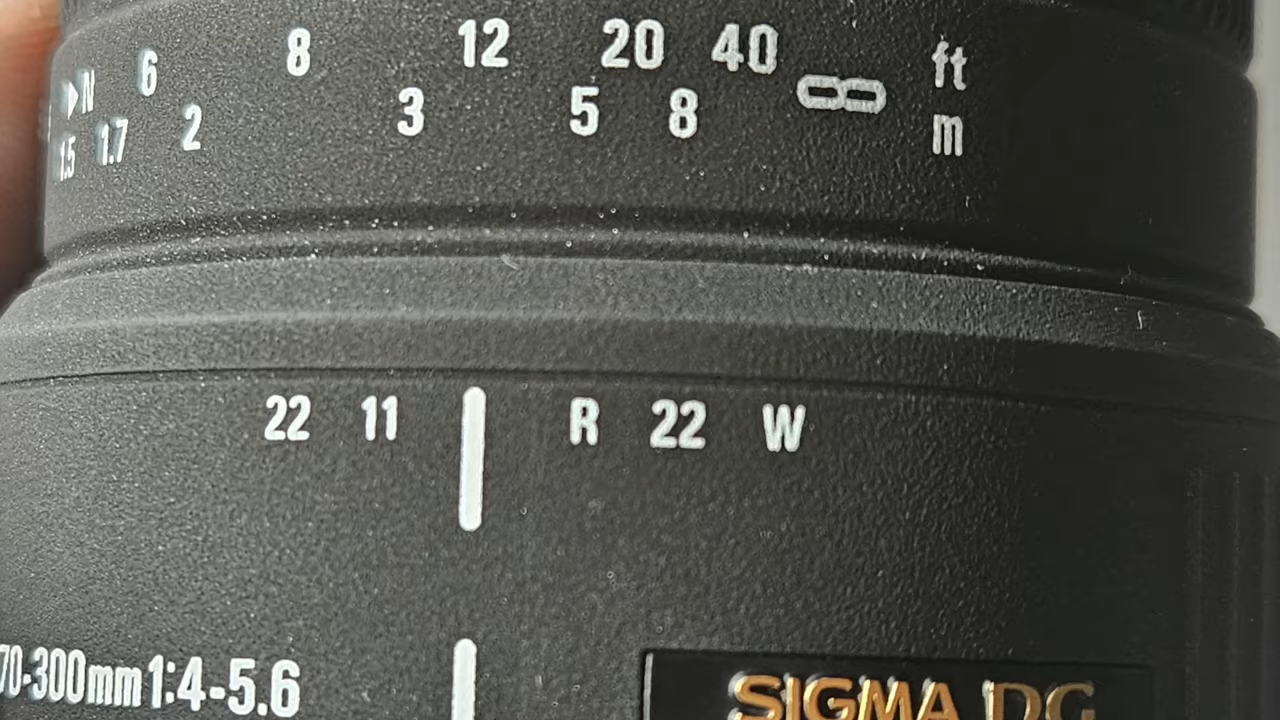 ▶N 6 8 12 20 40 ∞ ft
1.5 1.7 2 3 5 8 m
22 11 R 22 W
70-300mm 1:4-5.6
SIGMA DG